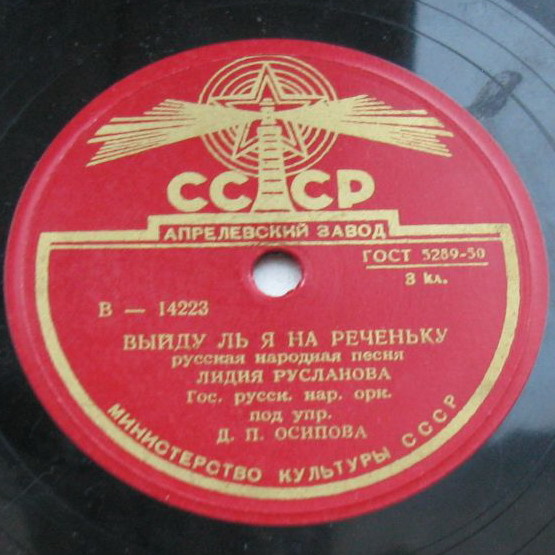 СССР
АПРЕЛЕВСКИЙ ЗАВОД
ГОСТ 5289-50
3 кл.
В — 14223
ВЫЙДУ ЛЬ Я НА РЕЧЕНЬКУ
русская народная песня
ЛИДИЯ РУСЛАНОВА
Гос. русск. нар. орк.
под упр.
Д. П. ОСИПОВА
МИНИСТЕРСТВО КУЛЬТУРЫ СССР